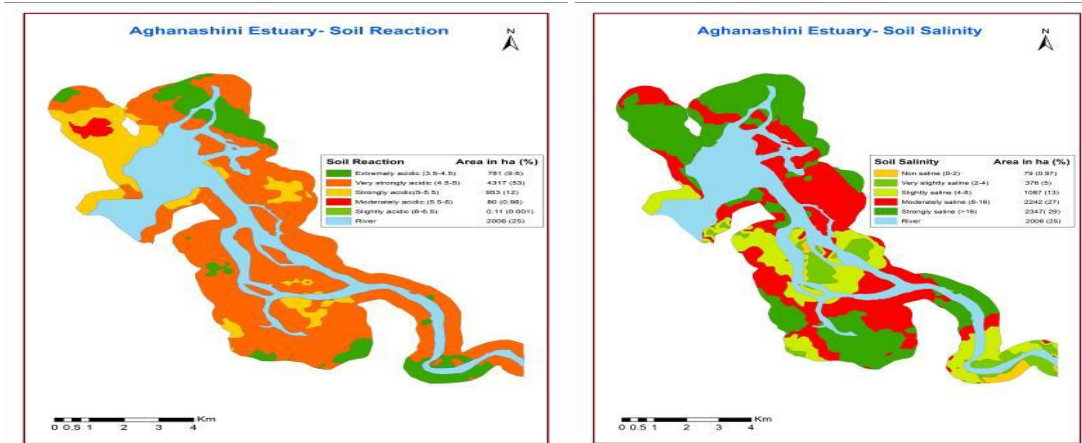 Aghanashini Estuary- Soil Reaction
N
Soil Reaction Area in ha (%)
Extremely acidic (3.5-4.5) 781 (9.6)
Very strongly acidic (4.5-5) 4317 (53)
Strongly acidic(5-5.5) 953 (12)
Moderately acidic (5.5-6) 80 (0.98)
Slightly acidic (6-6.5) 0.11 (0.001)
River 2006 (25)
0 0.5 1 2 3 4 Km
Aghanashini Estuary- Soil Salinity
N
Soil Salinity Area in ha (%)
Non saline (0-2) 79 (0.97)
Very slightly saline (2-4) 376 (5)
Slightly saline (4-8) 1087 (13)
Moderately saline (8-16) 2242 (27)
Strongly saline (>16) 2347 (29)
River 2006 (25)
0 0.5 1 2 3 4 Km